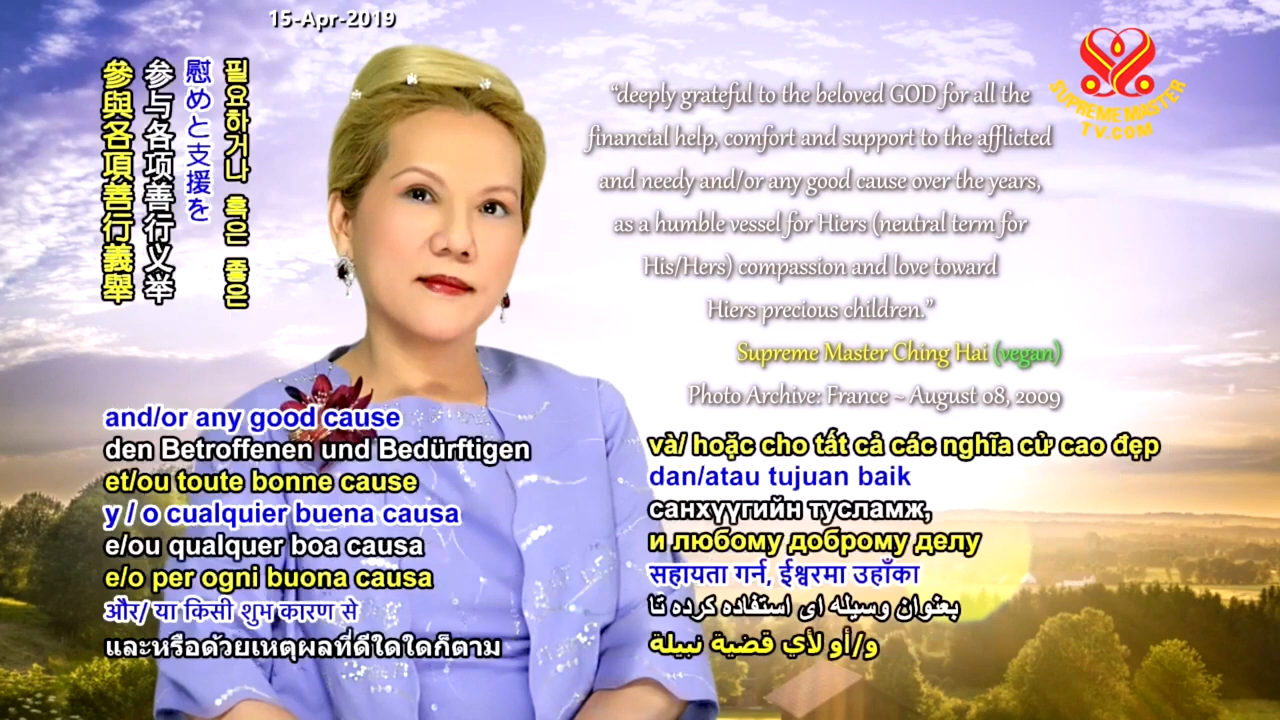 15-Apr-2019
參與各項善行義舉
参与各项善行义举
慰めと支援を
필요하거나 혹은 좋은
“deeply grateful to the beloved GOD for all the
financial help, comfort and support to the afflicted
and needy and/or any good cause over the years,
as a humble vessel for Hiers (neutral term for
His/Hers) compassion and love toward
Hiers precious children.”
Supreme Master Ching Hai (vegan)
Photo Archive: France ~ August 08, 2009
SUPREME MASTER
TV.COM
and/or any good cause
den Betroffenen und Bedürftigen
et/ou toute bonne cause
y / o cualquier buena causa
e/ou qualquer boa causa
e/o per ogni buona causa
और/ या किसी शुभ कारण से
และหรือด้วยเหตุผลที่ดีใดใดก็ตาม
và/ hoặc cho tất cả các nghĩa cử cao đẹp
dan/atau tujuan baik
санхүүгийн тусламж,
и любому доброму делу
सहायता गर्न, ईश्वरमा उहाँका
بعنوان وسیله ای استفاده کرده تا
و/أو لأي قضية نبيلة